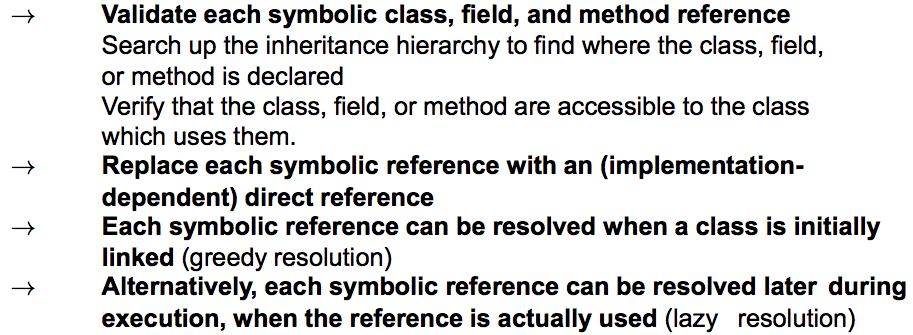 → Validate each symbolic class, field, and method reference
Search up the inheritance hierarchy to find where the class, field,
or method is declared
Verify that the class, field, or method are accessible to the class
which uses them.
→ Replace each symbolic reference with an (implementation-
dependent) direct reference
→ Each symbolic reference can be resolved when a class is initially
linked (greedy resolution)
→ Alternatively, each symbolic reference can be resolved later during
execution, when the reference is actually used (lazy resolution)